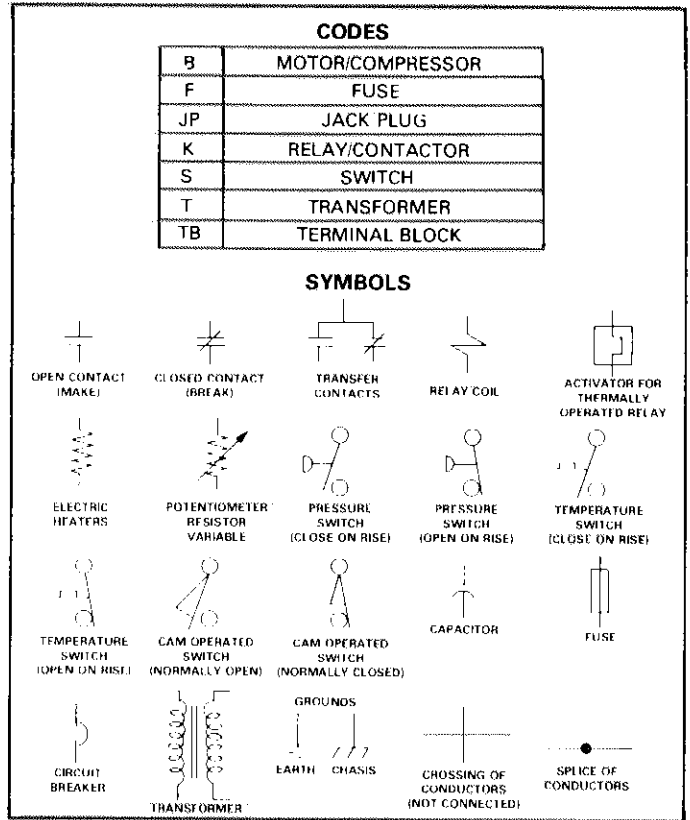 CODES
B MOTOR/COMPRESSOR
F FUSE
JP JACK PLUG
K RELAY/CONTACTOR
S SWITCH
T TRANSFORMER
TB TERMINAL BLOCK
SYMBOLS
OPEN CONTACT
(MAKE)
CLOSED CONTACT
(BREAK)
TRANSFER
CONTACTS
RELAY COIL
ACTIVATOR FOR
THERMALLY
OPERATED RELAY
ELECTRIC
HEATERS
POTENTIOMETER
RESISTOR
VARIABLE
PRESSURE
SWITCH
(CLOSE ON RISE)
PRESSURE
SWITCH
(OPEN ON RISE)
TEMPERATURE
SWITCH
(CLOSE ON RISE)
TEMPERATURE
SWITCH
(OPEN ON RISE)
CAM OPERATED
SWITCH
(NORMALLY OPEN)
CAM OPERATED
SWITCH
(NORMALLY CLOSED)
CAPACITOR
FUSE
CIRCUIT
BREAKER
TRANSFORMER
GROUNDS
EARTH CHASIS
CROSSING OF
CONDUCTORS
(NOT CONNECTED)
SPLICE OF
CONDUCTORS